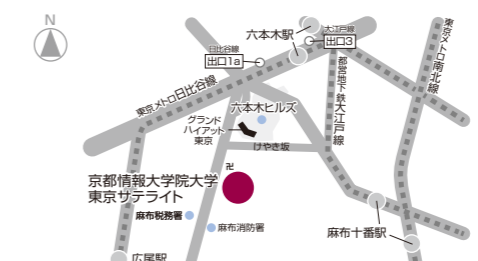 N
六本木駅
大江戸線
出口3
日比谷線
出口1a
東京メトロ日比谷線
東京メトロ南北線
都営地下鉄大江戸線
六本木ヒルズ
グランド
ハイアット
東京
けやき坂
卍
京都情報大学院大学
東京サテライト
麻布税務署
麻布消防署
麻布十番駅
広尾駅